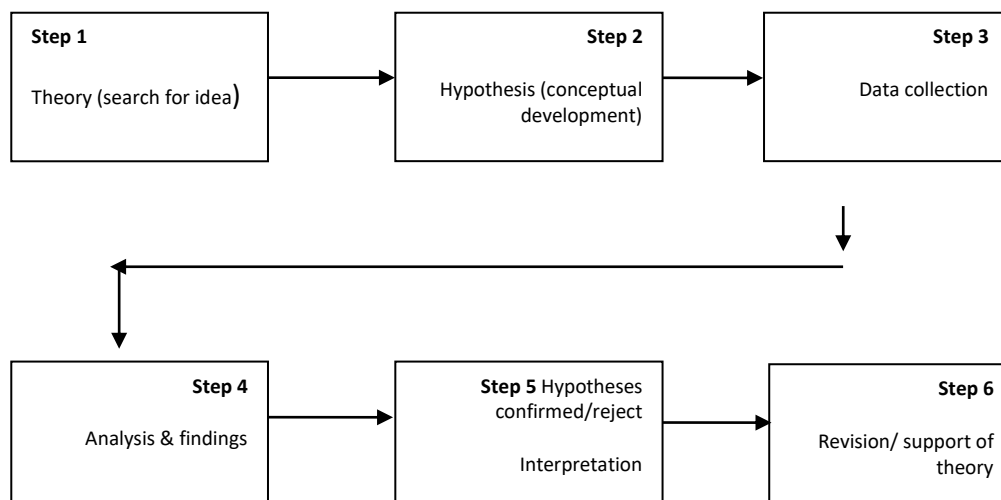 Step 1
Theory (search for idea)
Step 2
Hypothesis (conceptual
development)
Step 3
Data collection
Step 4
Analysis & findings
Step 5 Hypotheses
confirmed/reject
Interpretation
Step 6
Revision/ support of
theory